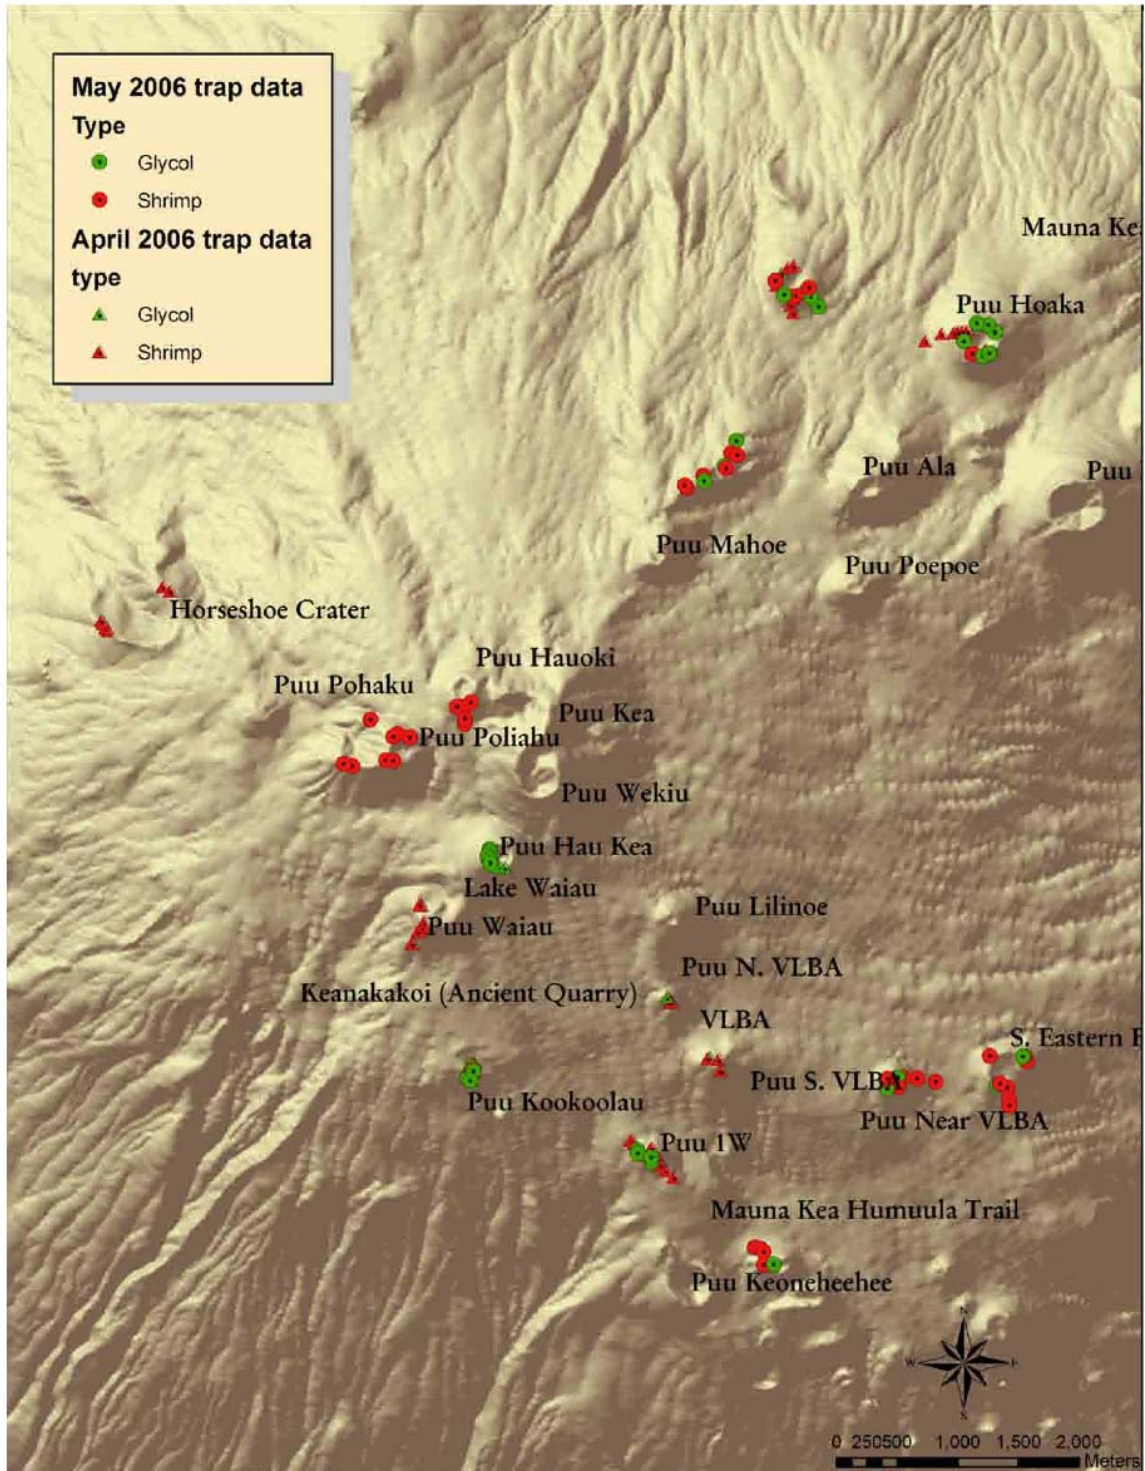 May 2006 trap data
Type
Glycol
Shrimp
April 2006 trap data
type
Glycol
Shrimp
Mauna Kea
Puu Hoaka
Puu Ala
Puu
Puu Mahoe
Puu Poepoe
Horseshoe Crater
Puu Hauoki
Puu Pohaku
Puu Kea
Puu Poliahu
Puu Wekiu
Puu Hau Kea
Lake Waiau
Puu Lilinoe
Puu Waiau
Puu N. VLBA
Keanakakoi (Ancient Quarry)
VLBA
S. Eastern
Puu S. VLBA
Puu Kookoolau
Puu Near VLBA
Puu 1W
Mauna Kea Humuula Trail
Puu Keoneheehee
N
W
E
S
0 250500 1,000 1,500 2,000
Meters